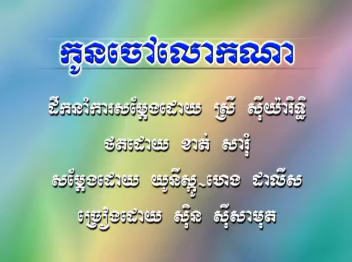 កូនចៅលោកណា
ដឹកនាំការសម្តែងដោយ ស្រី ស៊ីយ៉ារិទ្ធិ
ថតដោយ ខាត់ សារុំ
សម្តែងដោយ យូនីស្កូ-ហេង ដាលីស
ច្រៀងដោយ ស៊ិន ស៊ីសាមុត